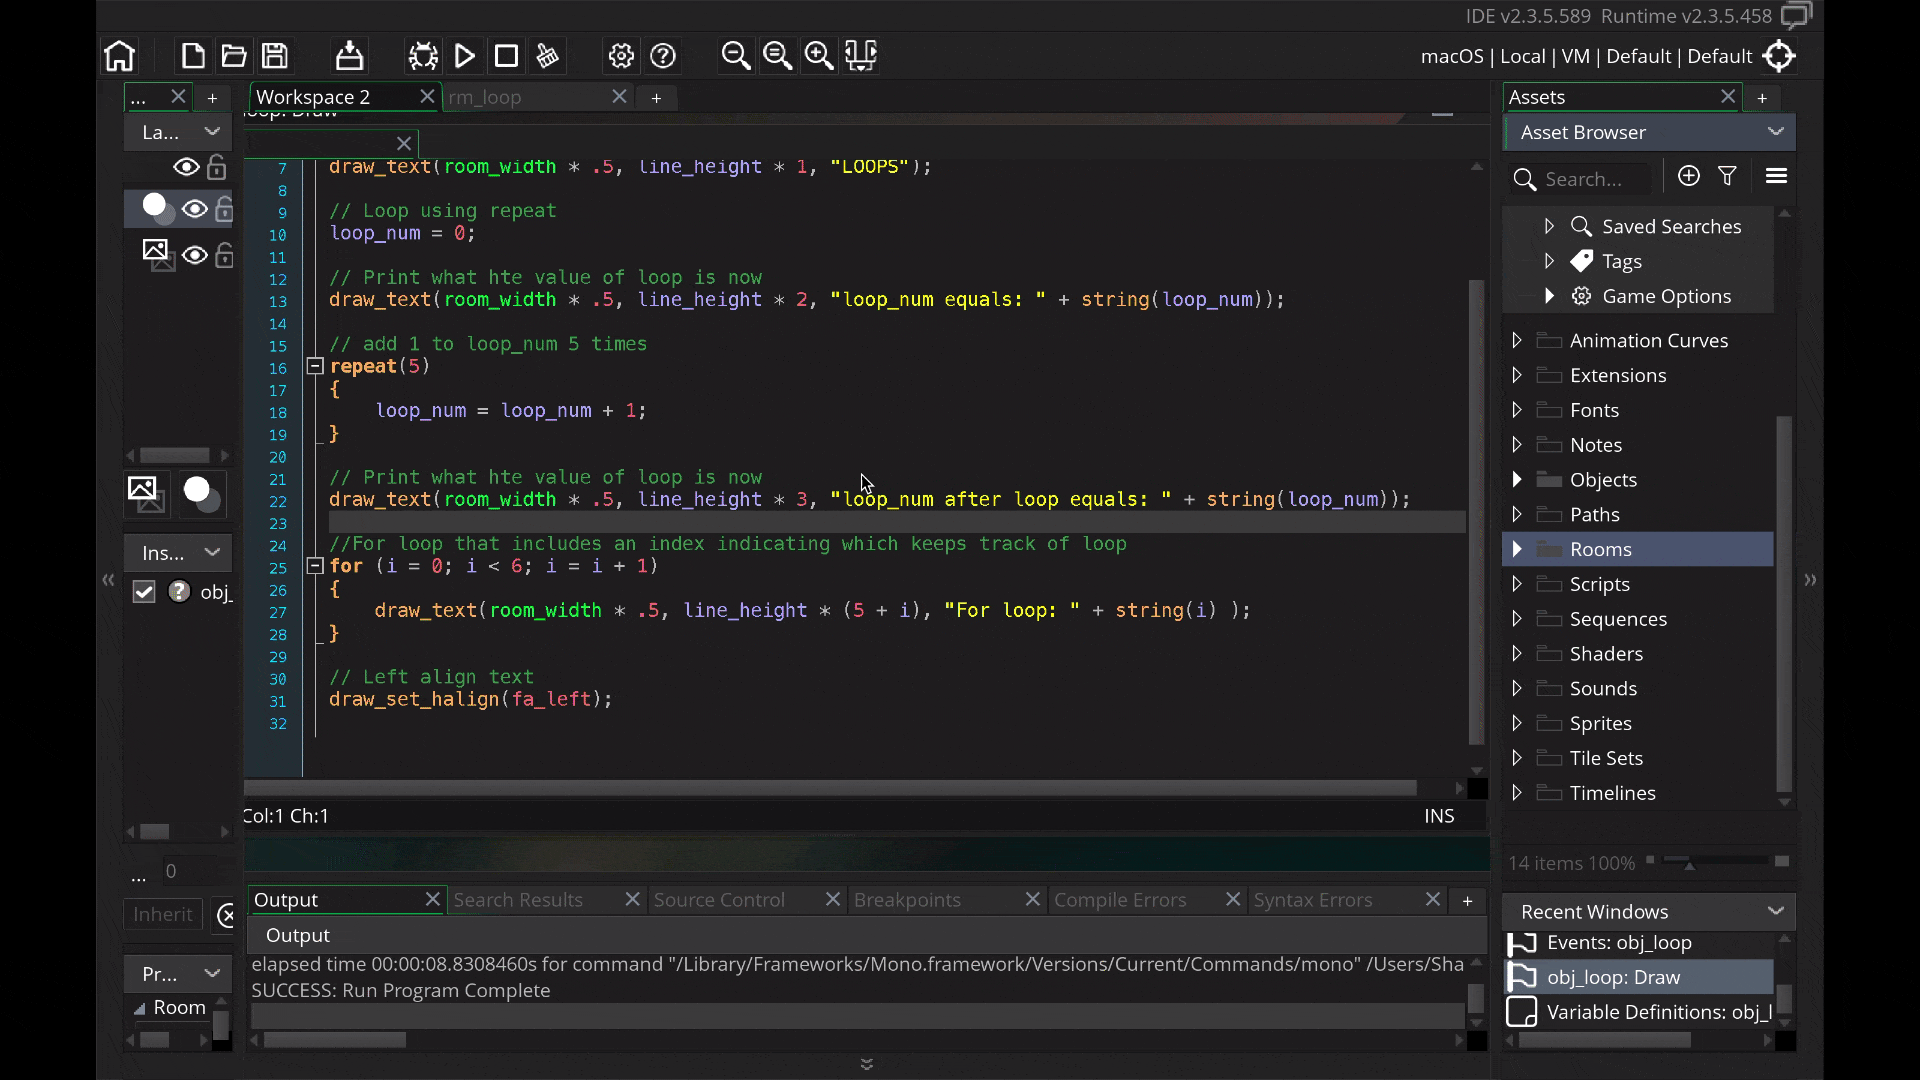 IDE v2.3.5.589 Runtime v2.3.5.458
macOS | Local | VM | Default | Default
...
Workspace 2
rm_loop
Assets
La...
Asset Browser
Search...
7 draw_text(room_width * .5, line_height * 1, "LOOPS");
8
9 // Loop using repeat
10 loop_num = 0;
11
12 // Print what hte value of loop is now
13 draw_text(room_width * .5, line_height * 2, "loop_num equals: " + string(loop_num));
14
15 // add 1 to loop_num 5 times
16 repeat(5)
17 {
18 loop_num = loop_num + 1;
19 }
20
21 // Print what hte value of loop is now
22 draw_text(room_width * .5, line_height * 3, "loop_num after loop equals: " + string(loop_num));
23
24 //For loop that includes an index indicating which keeps track of loop
25 for (i = 0; i < 6; i = i + 1)
26 {
27 draw_text(room_width * .5, line_height * (5 + i), "For loop: " + string(i) );
28 }
29
30 // Left align text
31 draw_set_halign(fa_left);
32
Col:1 Ch:1
INS
Ins...
obj_
... 0
Inherit
Pr...
Room
Saved Searches
Tags
Game Options
Animation Curves
Extensions
Fonts
Notes
Objects
Paths
Rooms
Scripts
Sequences
Shaders
Sounds
Sprites
Tile Sets
Timelines
14 items 100%
Output
Search Results
Source Control
Breakpoints
Compile Errors
Syntax Errors
Output
elapsed time 00:00:08.8308460s for command "/Library/Frameworks/Mono.framework/Versions/Current/Commands/mono" /Users/Sha
SUCCESS: Run Program Complete
Recent Windows
Events: obj_loop
obj_loop: Draw
Variable Definitions: obj_l